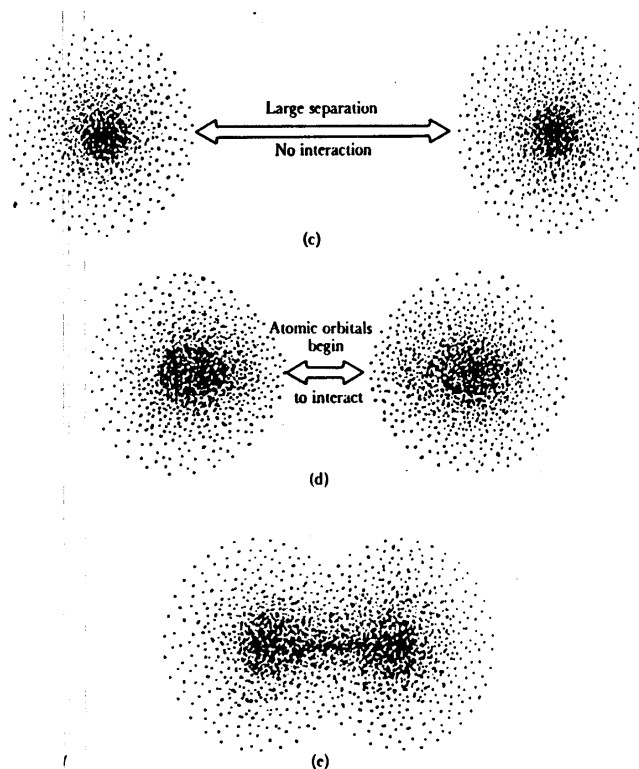 Large separation
No interaction
(c)
Atomic orbitals
begin
to interact
(d)
(e)